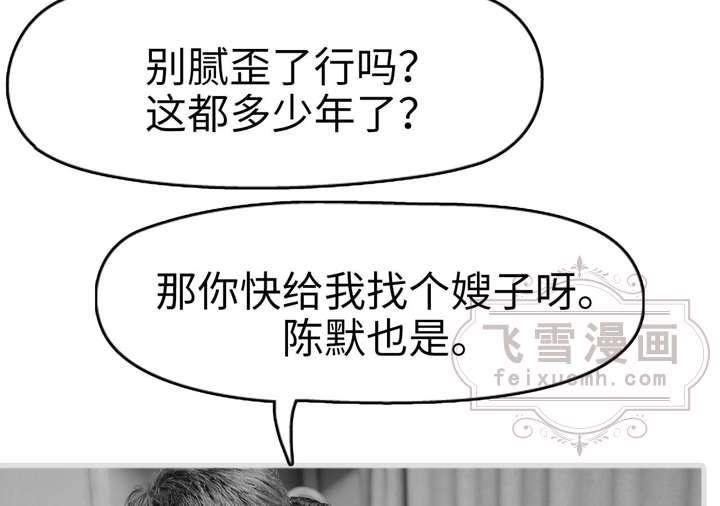 别腻歪了行吗？
这都多少年了？
那你快给我找个嫂子呀。
陈默也是。
飞雪漫画
feixuemh.com